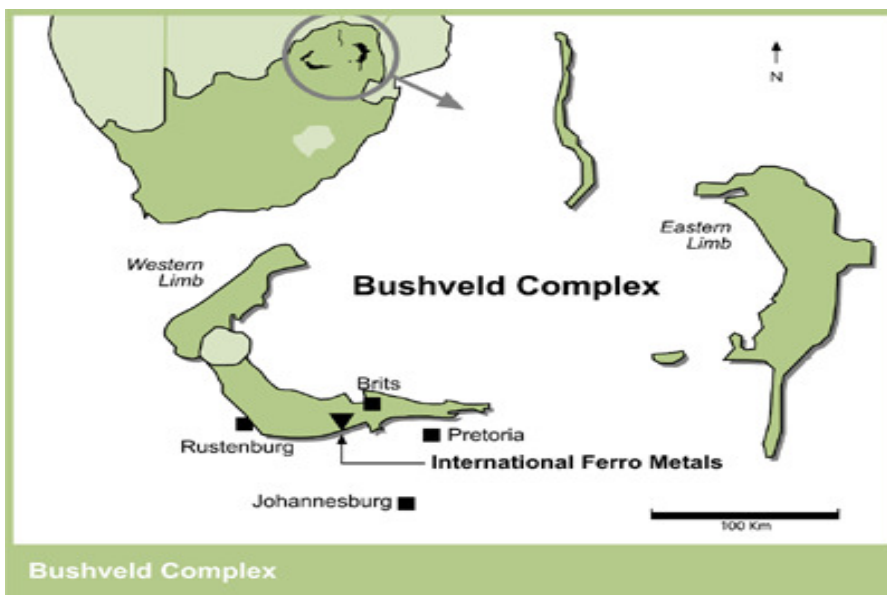 N
Eastern
Limb
Western
Limb
Bushveld Complex
Brits
Rustenburg
Pretoria
International Ferro Metals
Johannesburg
100 Km
Bushveld Complex